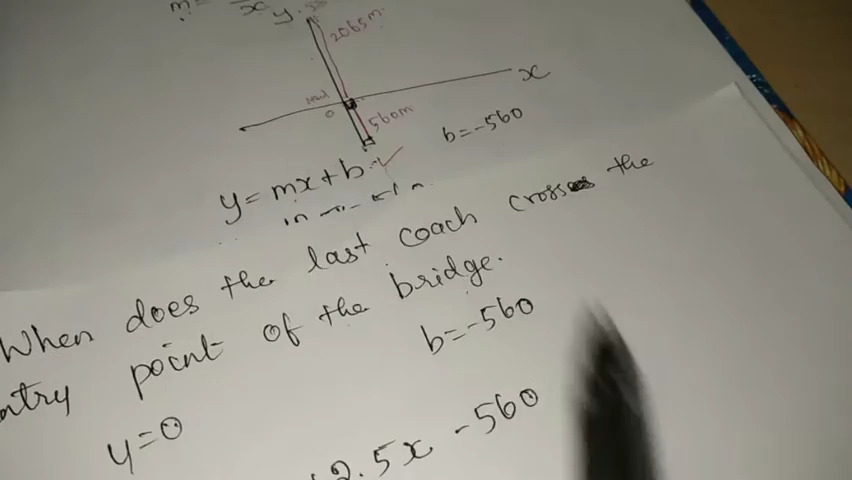 m
x y
2065m
x
0
560m
b=-560
y=mx+b
When does the last coach cross the
entry point of the bridge.
b=-560
y=0
2.5x -560